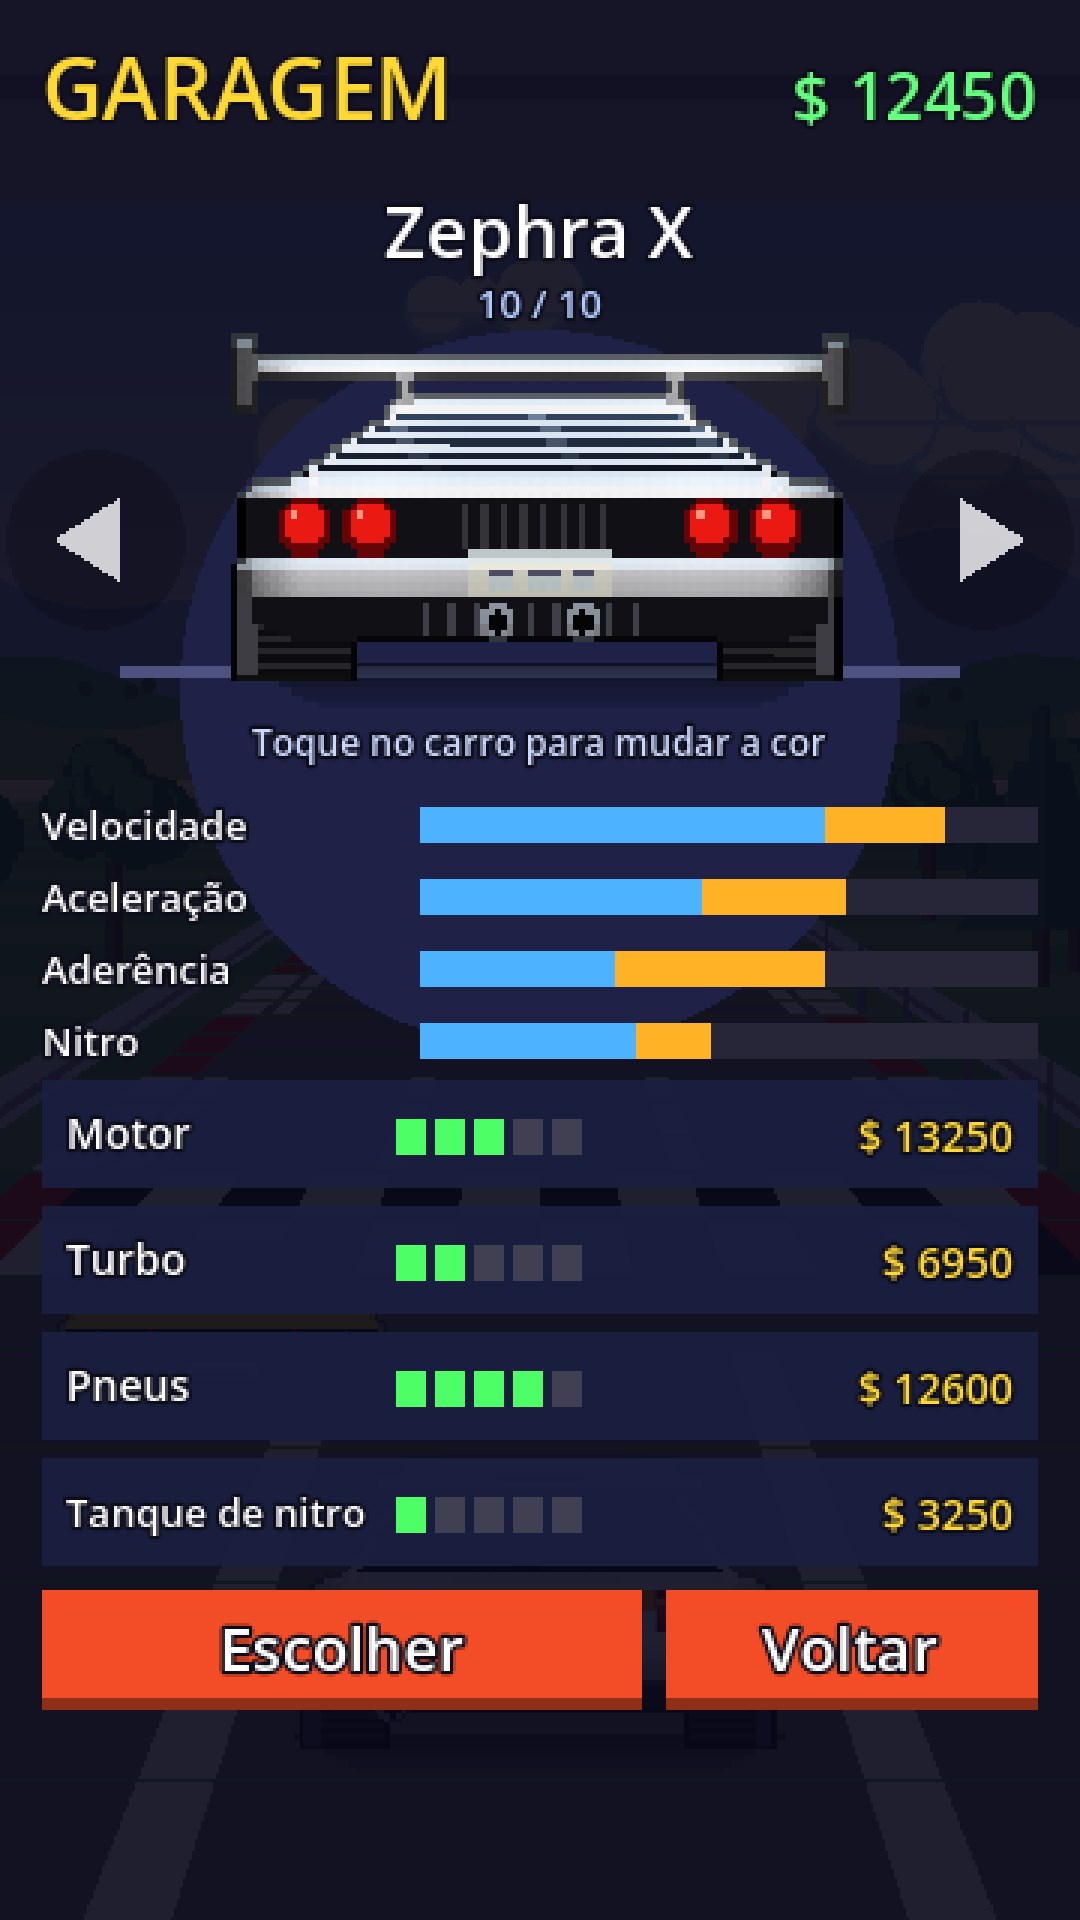 GARAGEM
$ 12450
Zephra X
10 / 10
Toque no carro para mudar a cor
Velocidade
Aceleração
Aderência
Nitro
Motor $ 13250
Turbo $ 6950
Pneus $ 12600
Tanque de nitro $ 3250
Escolher
Voltar